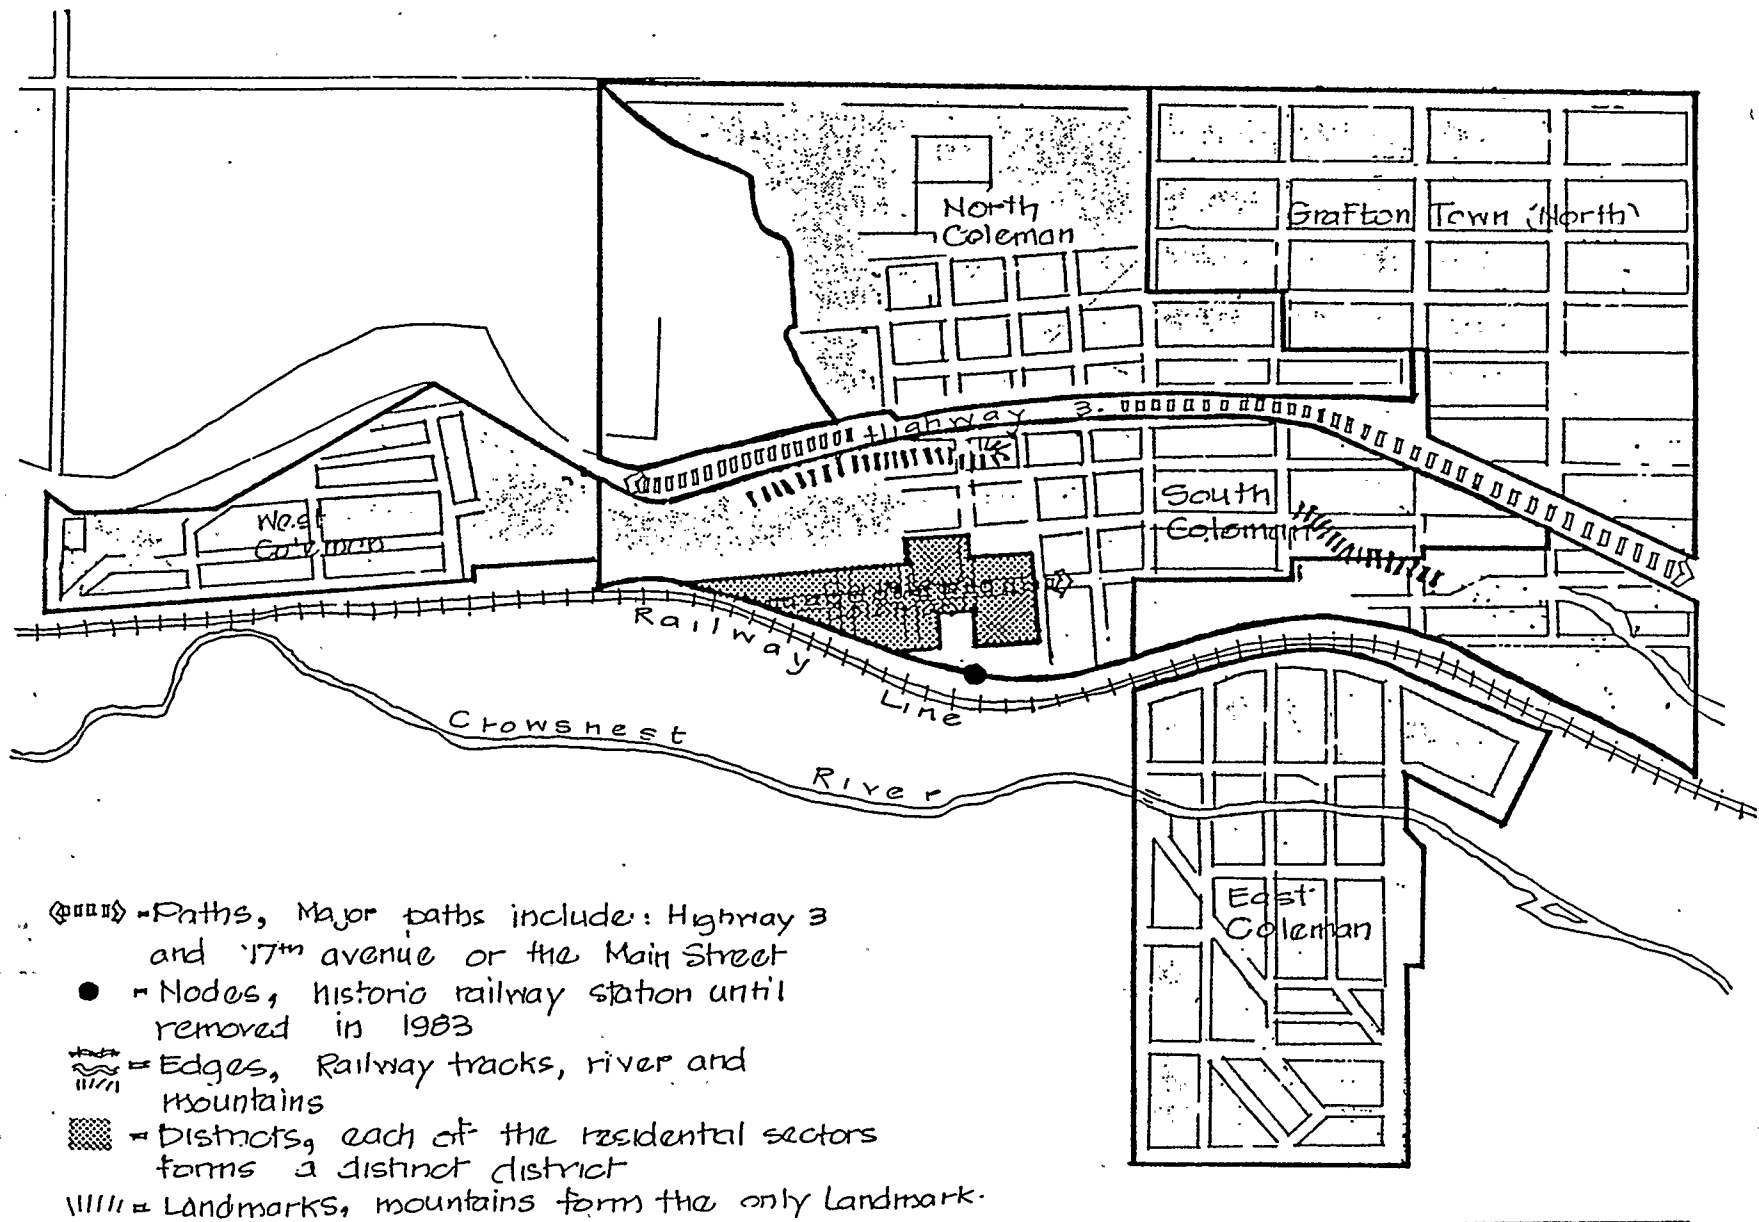 North
Coleman
Grafton Town (North)
Highway 3.
West
Coleman
South
Coleman
Railway
Line
Crowsnest
River
East
Coleman
= Paths, Major paths include: Highway 3
and 17th avenue or the Main Street
- Nodes, historic railway station until
removed in 1983
= Edges, Railway tracks, river and
mountains
= Districts, each of the residental sectors
forms a distinct district
= Landmarks, mountains form the only Landmark.